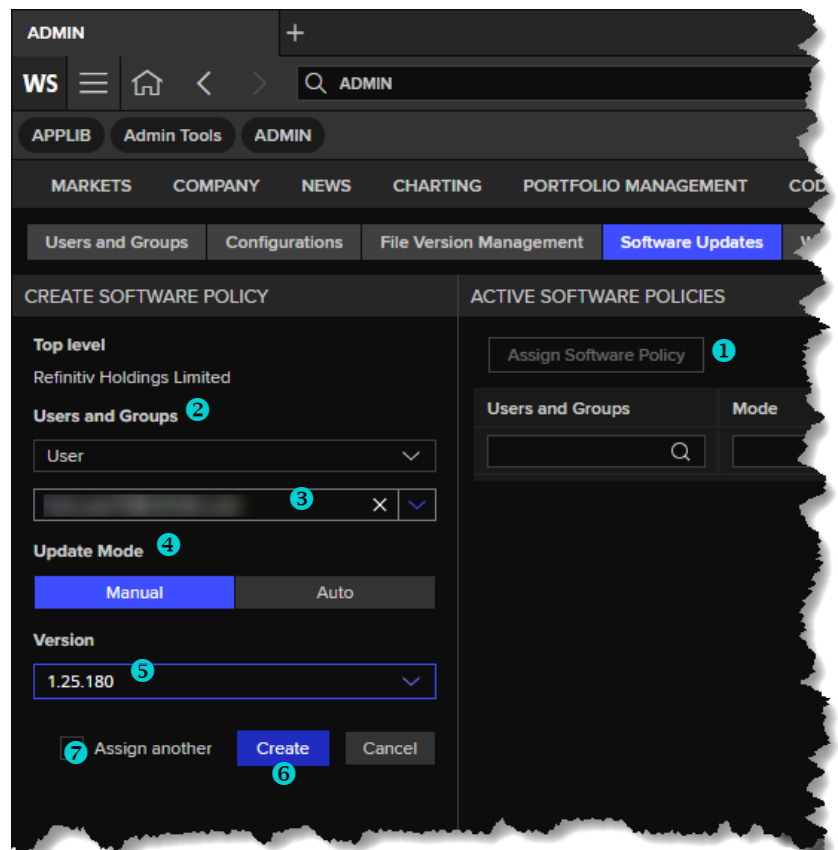 ADMIN +
WS ADMIN
APPLIB Admin Tools ADMIN
MARKETS COMPANY NEWS CHARTING PORTFOLIO MANAGEMENT COD
Users and Groups Configurations File Version Management Software Updates
CREATE SOFTWARE POLICY
Top level
Refinitiv Holdings Limited
Users and Groups 2
User
3
Update Mode 4
Manual Auto
Version
1.25.180 5
7 Assign another Create Cancel
6
ACTIVE SOFTWARE POLICIES
Assign Software Policy 1
Users and Groups Mode